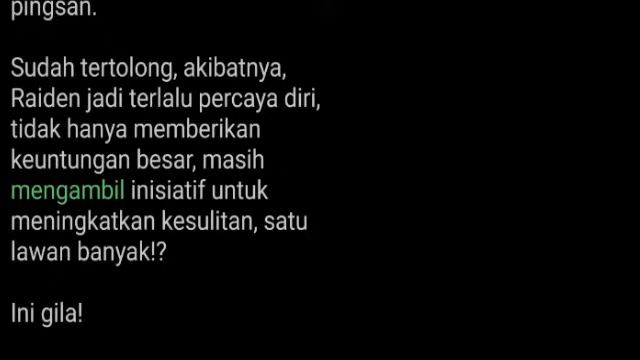 pingsan.
Sudah tertolong, akibatnya,
Raiden jadi terlalu percaya diri,
tidak hanya memberikan
keuntungan besar, masih
mengambil inisiatif untuk
meningkatkan kesulitan, satu
lawan banyak!?
Ini gila!